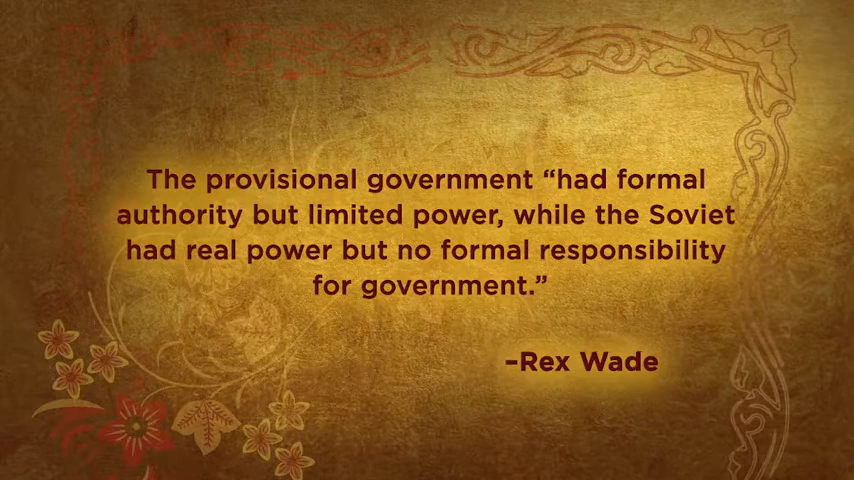 The provisional government “had formal
authority but limited power, while the Soviet
had real power but no formal responsibility
for government.”
–Rex Wade